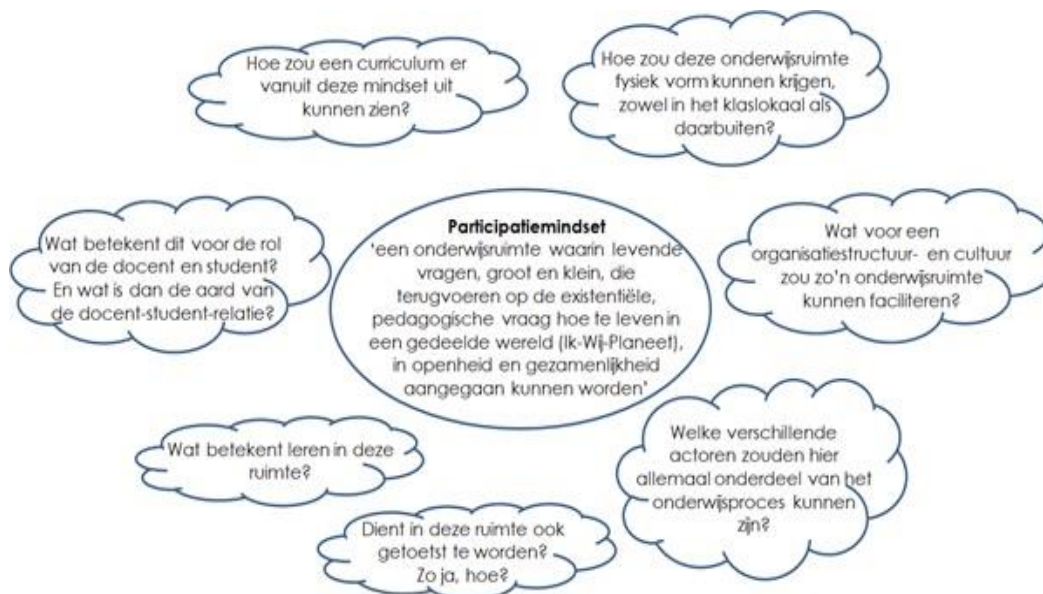 Hoe zou een curriculum er
vanuit deze mindset uit
kunnen zien?
Hoe zou deze onderwijsruimte
fysiek vorm kunnen krijgen,
zowel in het klaslokaal als
daarbuiten?
Wat betekent dit voor de rol
van de docent en student?
En wat is dan de aard van
de docent-student-relatie?
Participatiemindset
'een onderwijsruimte waarin levende
vragen, groot en klein, die
terugvoeren op de existentiële,
pedagogische vraag hoe te leven in
een gedeelde wereld (Ik-Wij-Planeet),
in openheid en gezamenlijkheid
aangegaan kunnen worden'
Wat voor een
organisatiestructuur- en cultuur
zou zo'n onderwijsruimte
kunnen faciliteren?
Wat betekent leren in deze
ruimte?
Dient in deze ruimte ook
getoetst te worden?
Zo ja, hoe?
Welke verschillende
actoren zouden hier
allemaal onderdeel van het
onderwijsproces kunnen
zijn?